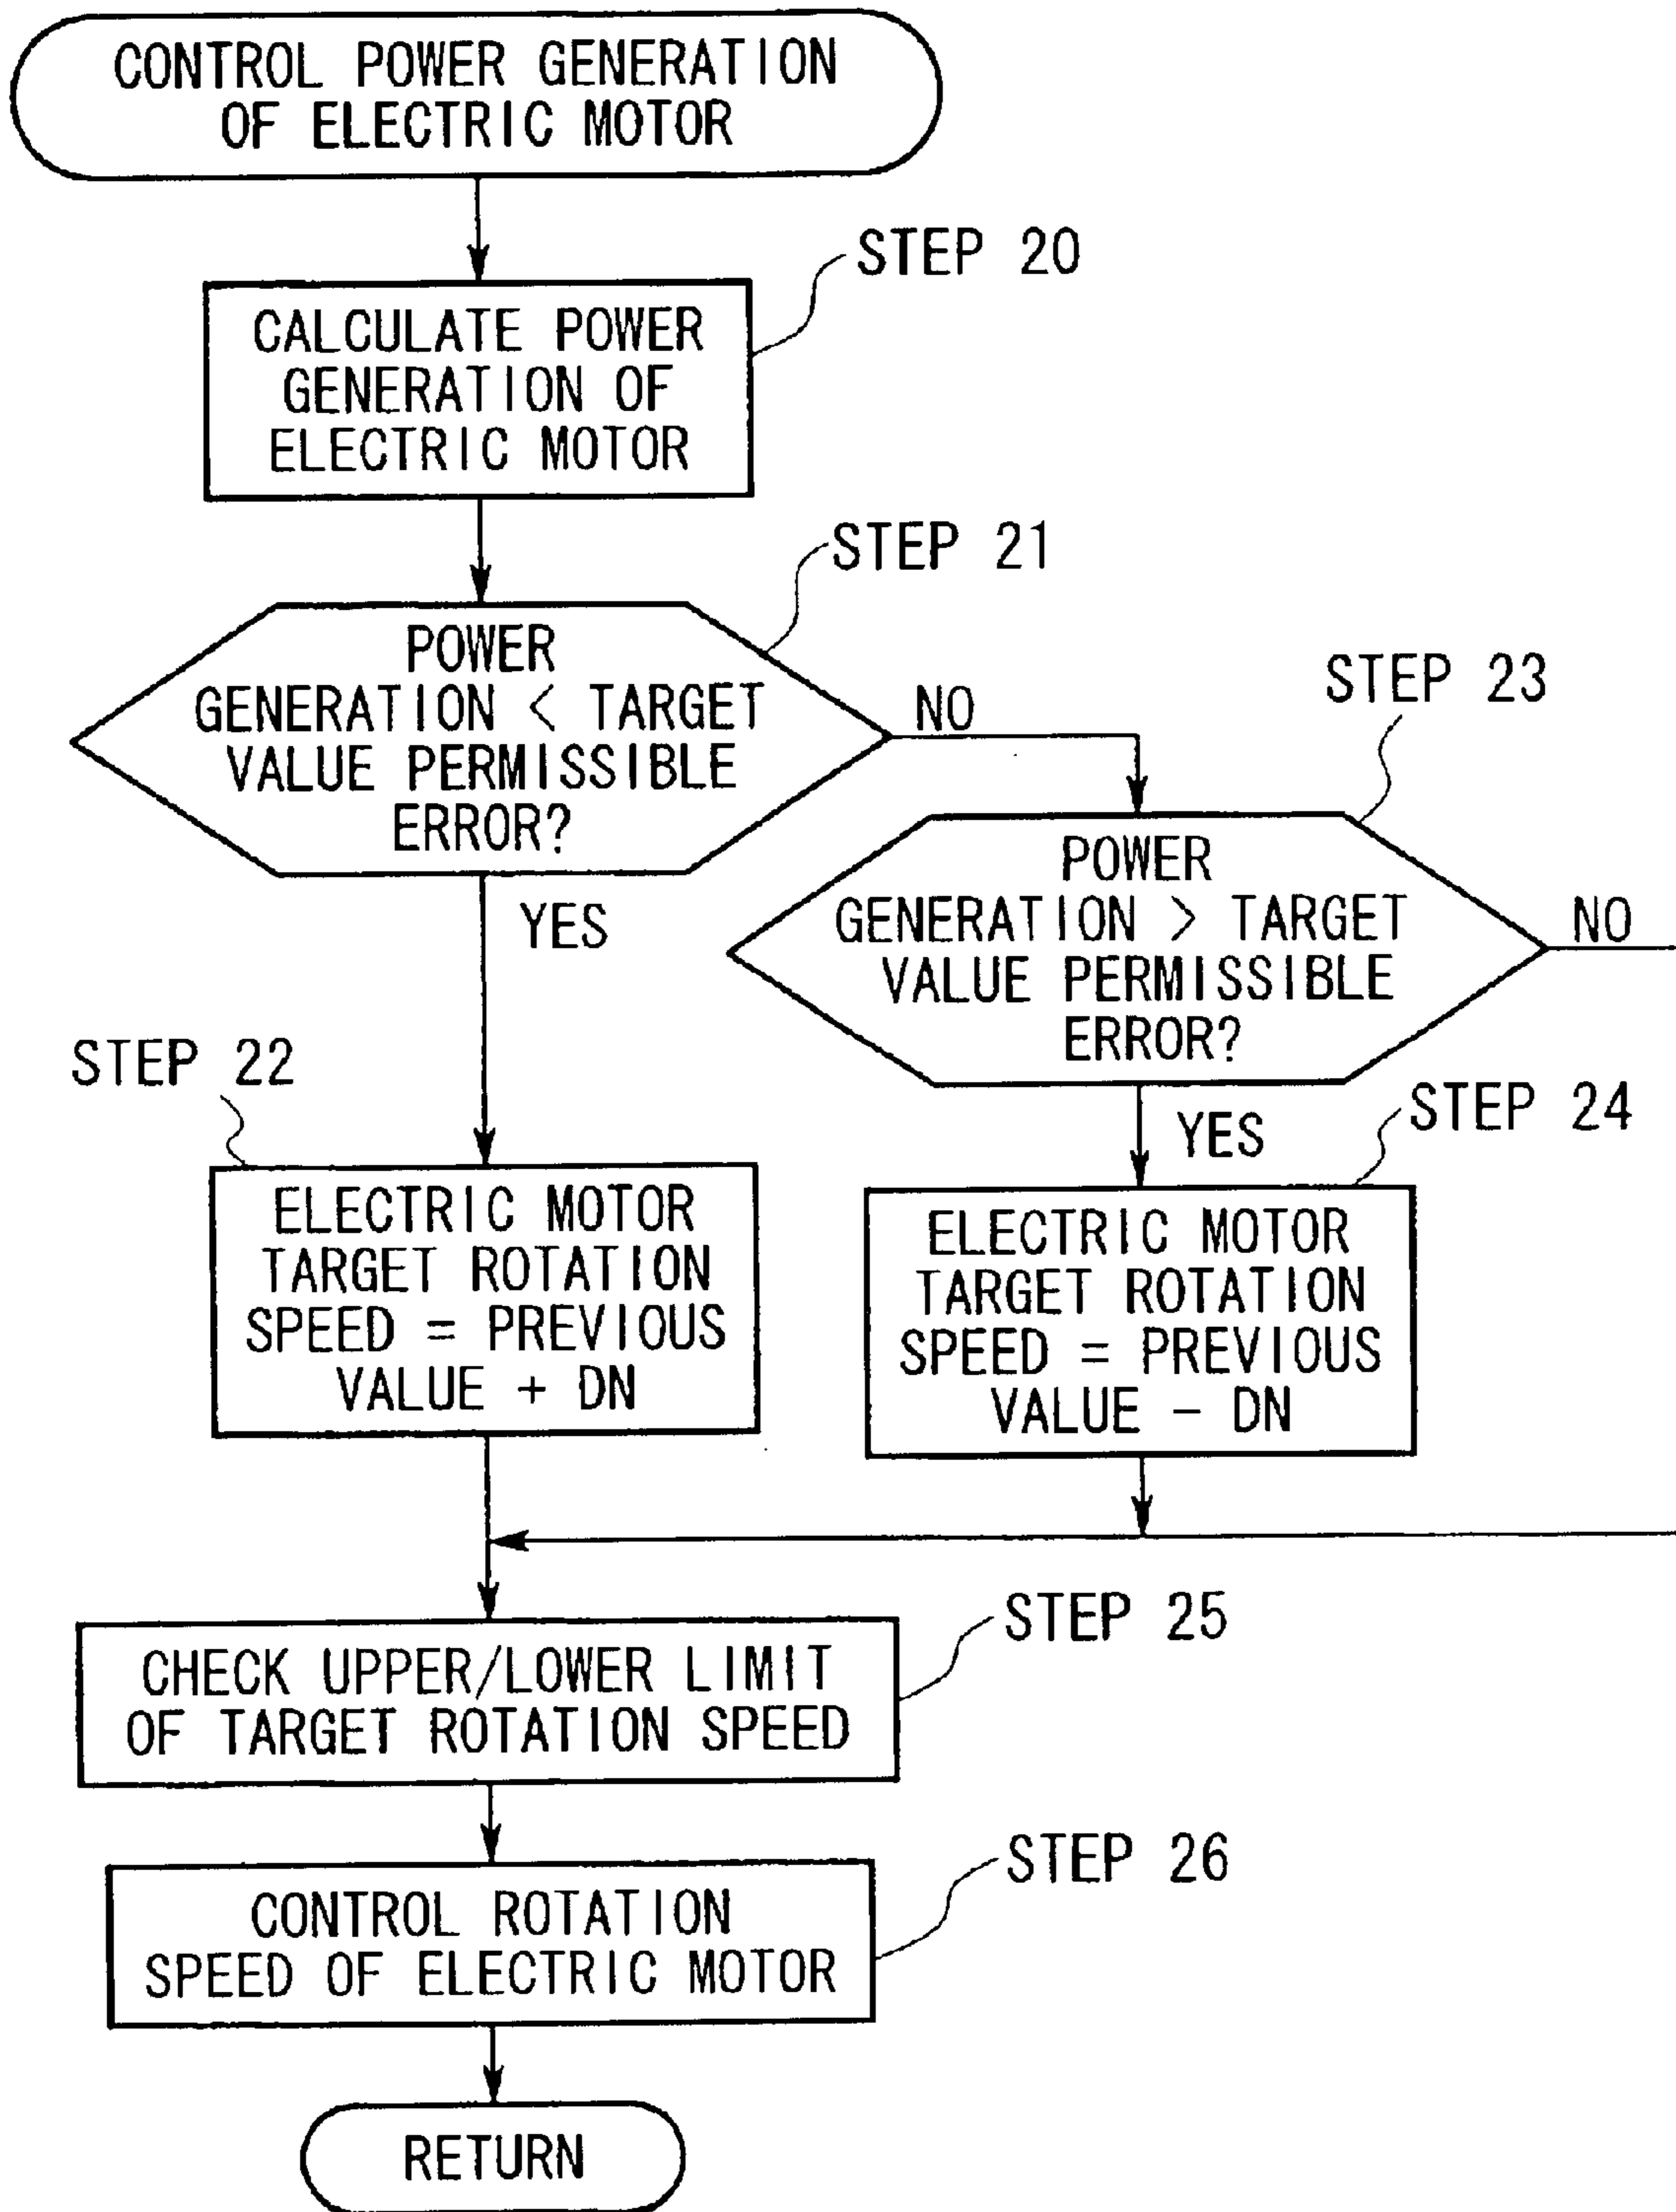 CONTROL POWER GENERATION
OF ELECTRIC MOTOR
STEP 20
CALCULATE POWER
GENERATION OF
ELECTRIC MOTOR
STEP 21
POWER
GENERATION < TARGET
VALUE PERMISSIBLE
ERROR?
NO
YES
STEP 23
POWER
GENERATION > TARGET
VALUE PERMISSIBLE
ERROR?
NO
YES
STEP 22
ELECTRIC MOTOR
TARGET ROTATION
SPEED = PREVIOUS
VALUE + DN
STEP 24
ELECTRIC MOTOR
TARGET ROTATION
SPEED = PREVIOUS
VALUE − DN
STEP 25
CHECK UPPER/LOWER LIMIT
OF TARGET ROTATION SPEED
STEP 26
CONTROL ROTATION
SPEED OF ELECTRIC MOTOR
RETURN